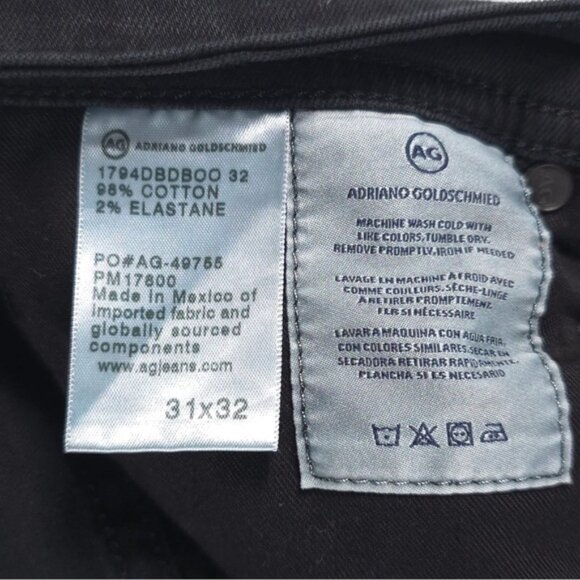 AG ADRIANO GOLDSCHMIED
1794DBDBOO 32
98% COTTON
2% ELASTANE
PO#AG-49755
PM17800
Made in Mexico of
imported fabric and
globally sourced
components
www.agjeans.com
31x32
AG
ADRIANO GOLDSCHMIED
MACHINE WASH COLD WITH
LIKE COLORS, TUMBLE DRY.
REMOVE PROMPTLY, IRON IF NEEDED
LAVAGE EN MACHINE A FROID AVEC
COMME COULEURS. SÈCHE-LINGE
A RETIRER PROMPTEMENT
FER SI NÉCESSAIRE
LAVAR A MAQUINA CON AGUA FRIA,
CON COLORES SIMILARES. SECAR EN
SECADORA RETIRAR RAPIDAMENTE.
PLANCHA SI ES NECESARIO